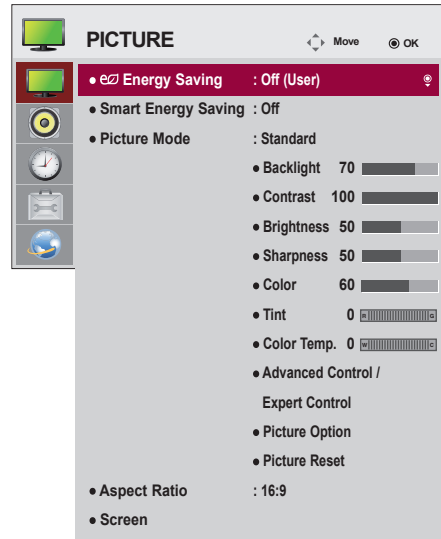 PICTURE Move OK
• eco Energy Saving : Off (User)
• Smart Energy Saving : Off
• Picture Mode : Standard
• Backlight 70
• Contrast 100
• Brightness 50
• Sharpness 50
• Color 60
• Tint 0 R G
• Color Temp. 0 W C
• Advanced Control /
Expert Control
• Picture Option
• Picture Reset
• Aspect Ratio : 16:9
• Screen